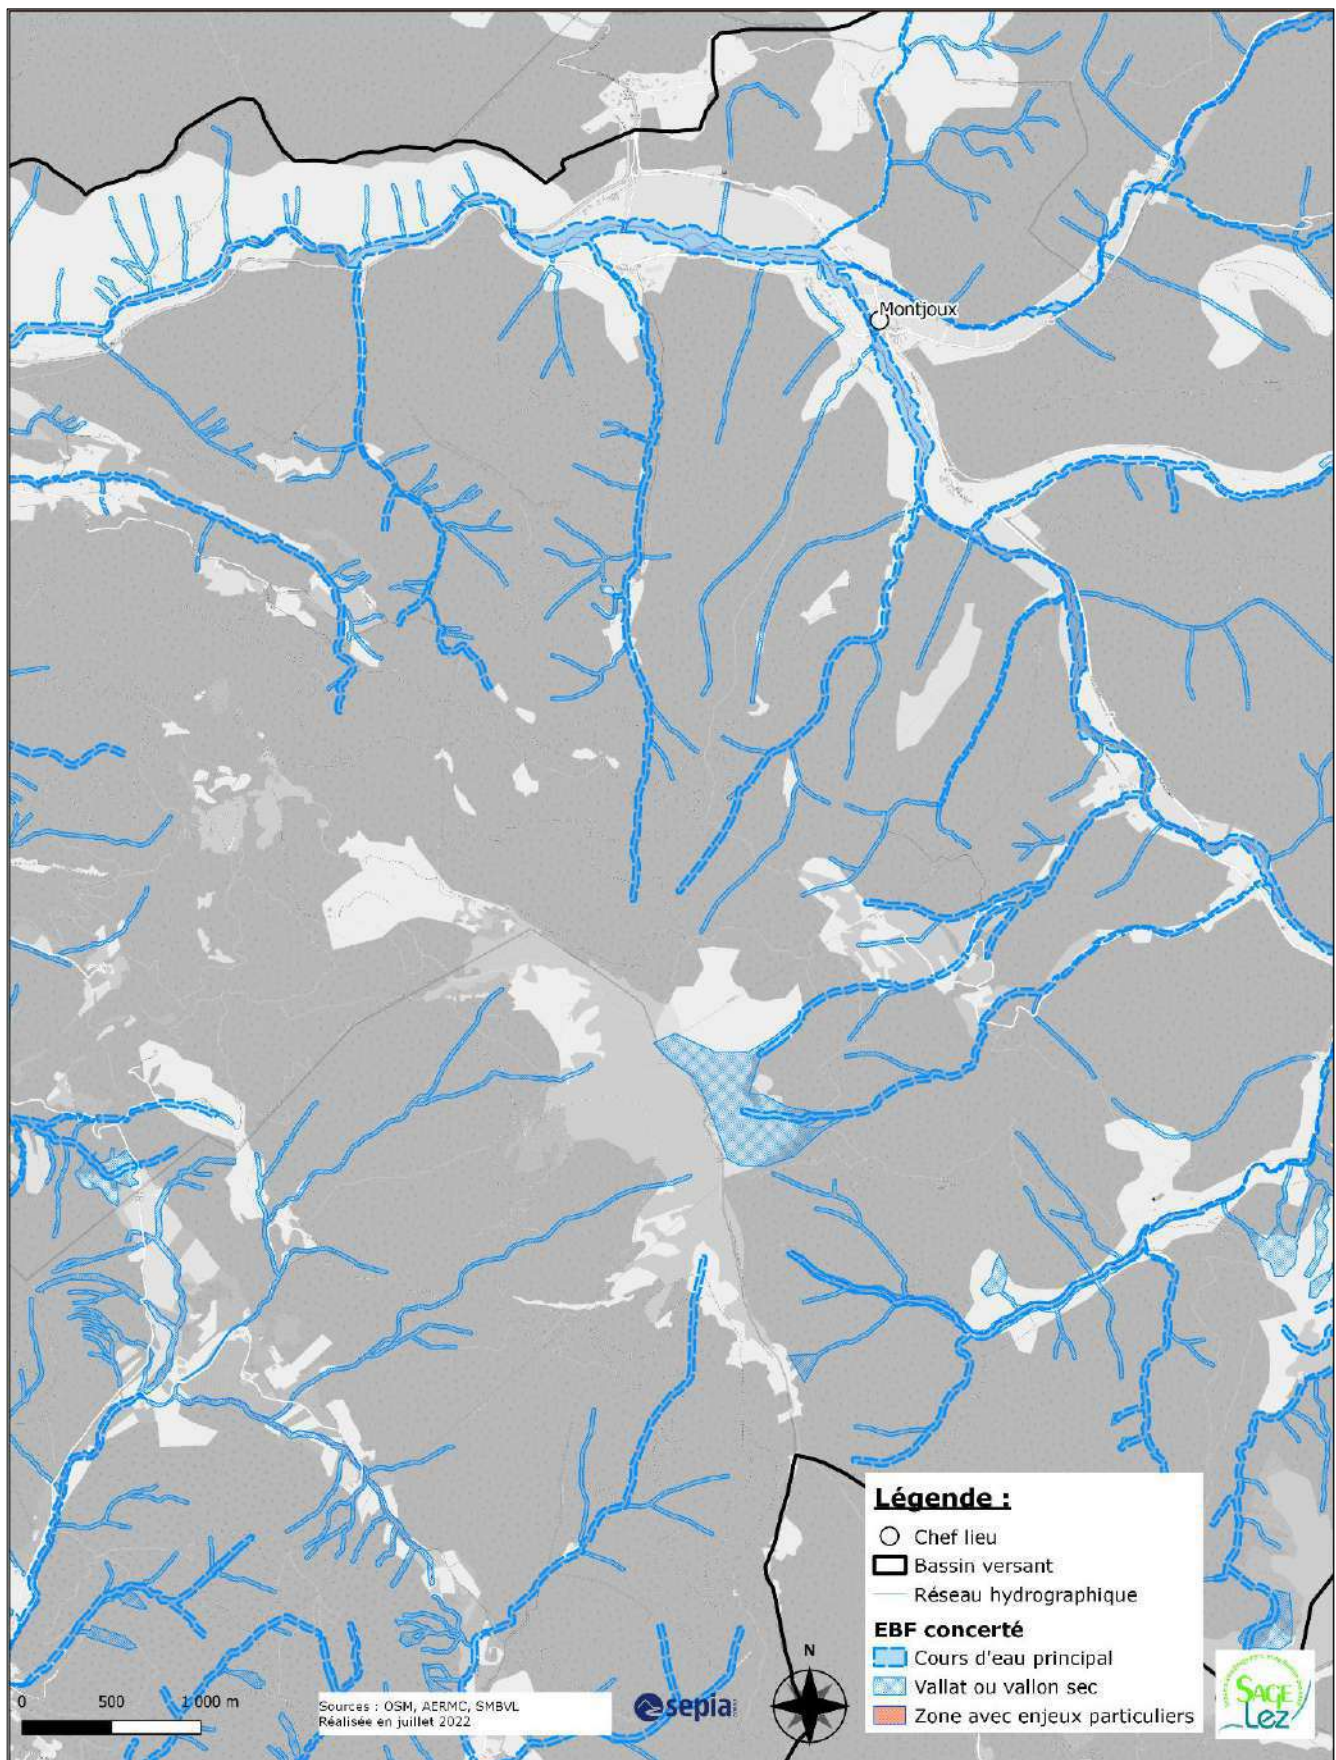 Montjoux
Légende :
Chef lieu
Bassin versant
Réseau hydrographique
EBF concerté
Cours d'eau principal
Vallat ou vallon sec
Zone avec enjeux particuliers
0 500 1 000 m
Sources : OSM, AERMC, SMBVL
Réalisée en juillet 2022
sepia
N
SAGE
Lez